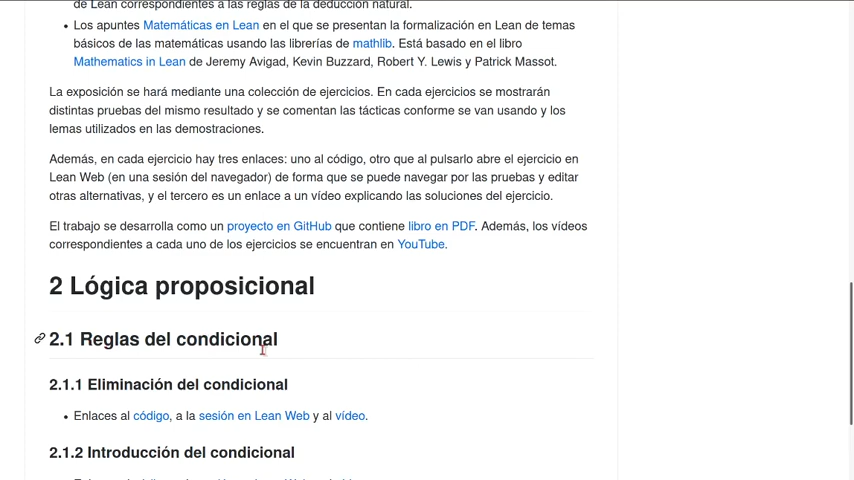 de Lean correspondientes a las reglas de la deducción natural.
• Los apuntes Matemáticas en Lean en el que se presentan la formalización en Lean de temas
básicos de las matemáticas usando las librerías de mathlib. Está basado en el libro
Mathematics in Lean de Jeremy Avigad, Kevin Buzzard, Robert Y. Lewis y Patrick Massot.
La exposición se hará mediante una colección de ejercicios. En cada ejercicios se mostrarán
distintas pruebas del mismo resultado y se comentan las tácticas conforme se van usando y los
lemas utilizados en las demostraciones.
Además, en cada ejercicio hay tres enlaces: uno al código, otro que al pulsarlo abre el ejercicio en
Lean Web (en una sesión del navegador) de forma que se puede navegar por las pruebas y editar
otras alternativas, y el tercero es un enlace a un vídeo explicando las soluciones del ejercicio.
El trabajo se desarrolla como un proyecto en GitHub que contiene libro en PDF. Además, los vídeos
correspondientes a cada uno de los ejercicios se encuentran en YouTube.
2 Lógica proposicional
2.1 Reglas del condicional
2.1.1 Eliminación del condicional
• Enlaces al código, a la sesión en Lean Web y al vídeo.
2.1.2 Introducción del condicional